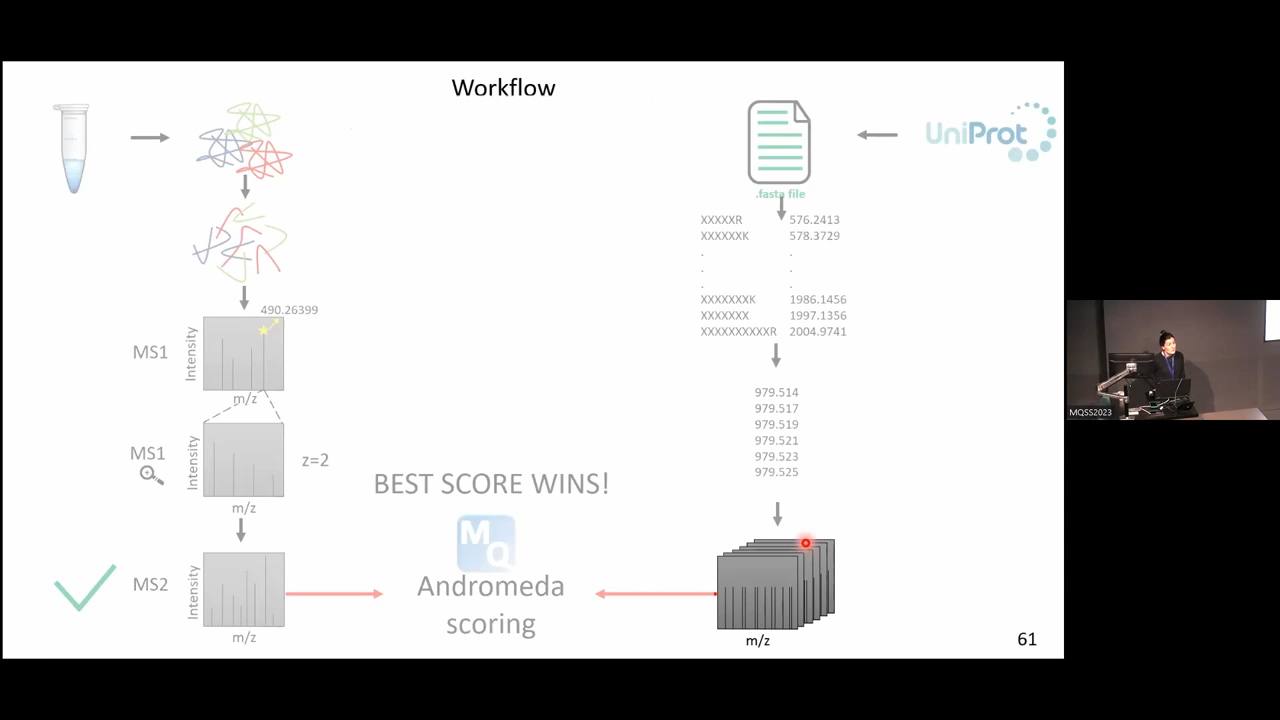 Workflow
UniProt
.fasta file
XXXXXR 576.2413
XXXXXXK 578.3729
. .
. .
. .
XXXXXXXK 1986.1456
XXXXXXX 1997.1356
XXXXXXXXXXR 2004.9741
979.514
979.517
979.519
979.521
979.523
979.525
m/z
490.26399
MS1
Intensity
m/z
MS1
Intensity
z=2
m/z
MS2
Intensity
m/z
BEST SCORE WINS!
MQ
Andromeda
scoring
61
MQSS2023